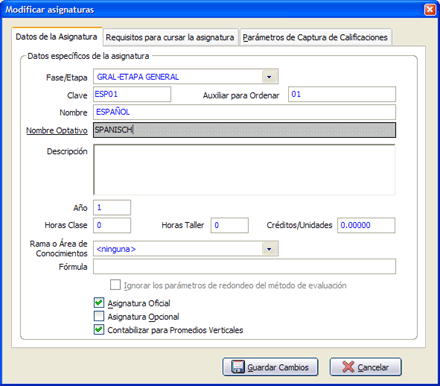 Modificar asignaturas
Datos de la Asignatura Requisitos para cursar la asignatura Parámetros de Captura de Calificaciones
Datos específicos de la asignatura
Fase/Etapa GRAL-ETAPA GENERAL
Clave ESP01 Auxiliar para Ordenar 01
Nombre ESPAÑOL
Nombre Optativo SPANISCH
Descripción
Año 1
Horas Clase 0 Horas Taller 0 Créditos/Unidades 0.00000
Rama o Área de
Conocimientos <ninguna>
Fórmula
Ignorar los parámetros de redondeo del método de evaluación
Asignatura Oficial
Asignatura Opcional
Contabilizar para Promedios Verticales
Guardar Cambios Cancelar